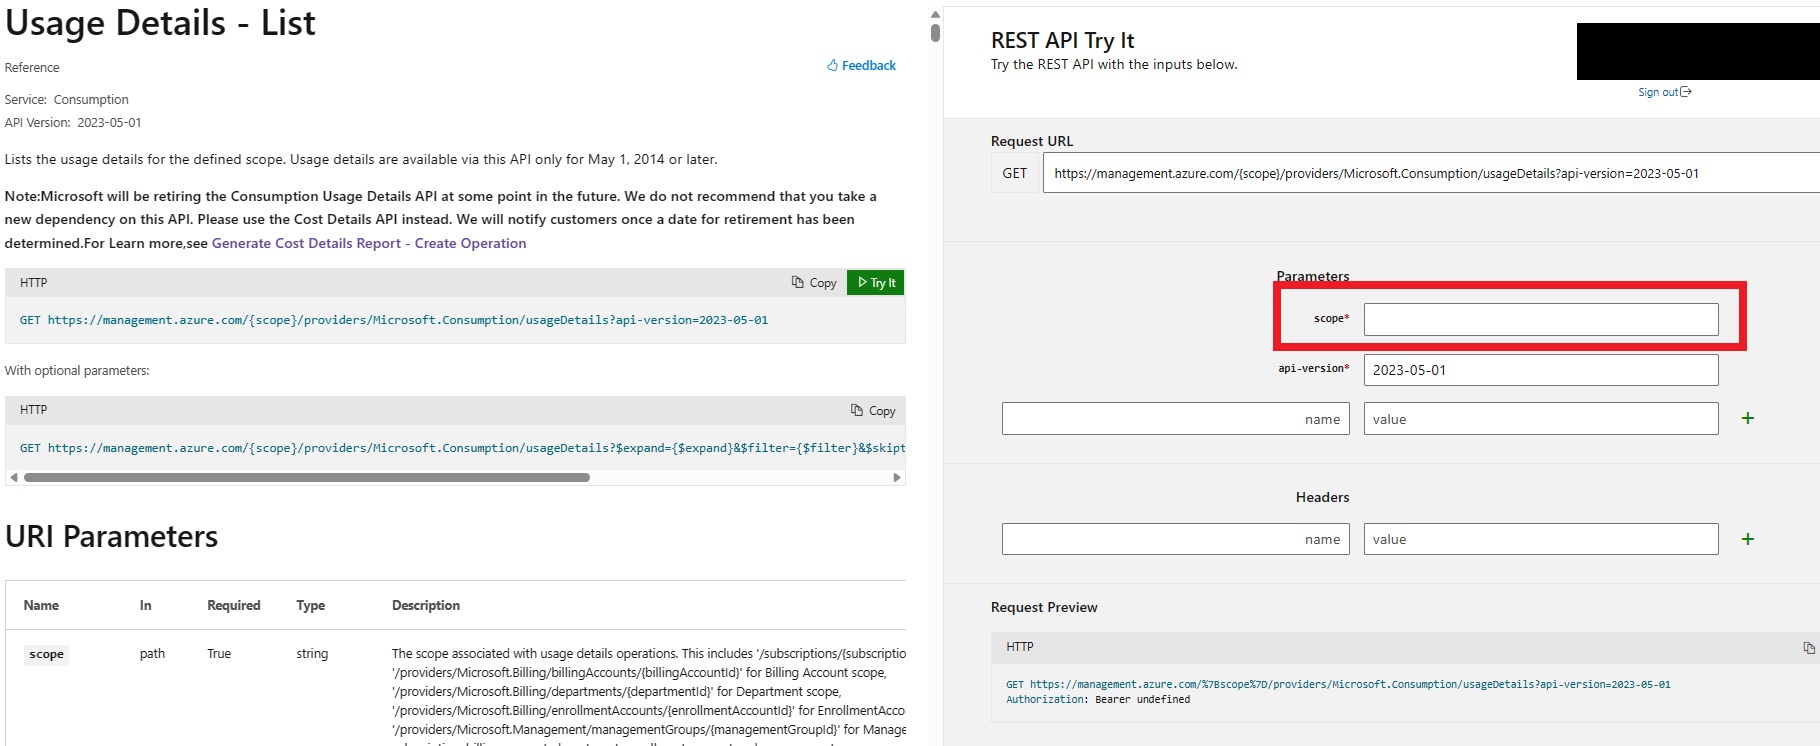 Usage Details - List
Reference
Feedback
Service: Consumption
API Version: 2023-05-01
Lists the usage details for the defined scope. Usage details are available via this API only for May 1, 2014 or later.
Note:Microsoft will be retiring the Consumption Usage Details API at some point in the future. We do not recommend that you take a
new dependency on this API. Please use the Cost Details API instead. We will notify customers once a date for retirement has been
determined.For Learn more,see Generate Cost Details Report - Create Operation
HTTP
Copy
Try It
GET https://management.azure.com/{scope}/providers/Microsoft.Consumption/usageDetails?api-version=2023-05-01
With optional parameters:
HTTP
Copy
GET https://management.azure.com/{scope}/providers/Microsoft.Consumption/usageDetails?$expand={$expand}&$filter={$filter}&$skipt
URI Parameters
Name In Required Type Description
scope path True string The scope associated with usage details operations. This includes '/subscriptions/{subscriptio
'/providers/Microsoft.Billing/billingAccounts/{billingAccountId}' for Billing Account scope,
'/providers/Microsoft.Billing/departments/{departmentId}' for Department scope,
'/providers/Microsoft.Billing/enrollmentAccounts/{enrollmentAccountId}' for EnrollmentAcco
'/providers/Microsoft.Management/managementGroups/{managementGroupId}' for Manage
REST API Try It
Try the REST API with the inputs below.
Sign out
Request URL
GET https://management.azure.com/{scope}/providers/Microsoft.Consumption/usageDetails?api-version=2023-05-01
Parameters
scope*
api-version* 2023-05-01
name value +
Headers
name value +
Request Preview
HTTP
GET https://management.azure.com/%7Bscope%7D/providers/Microsoft.Consumption/usageDetails?api-version=2023-05-01
Authorization: Bearer undefined